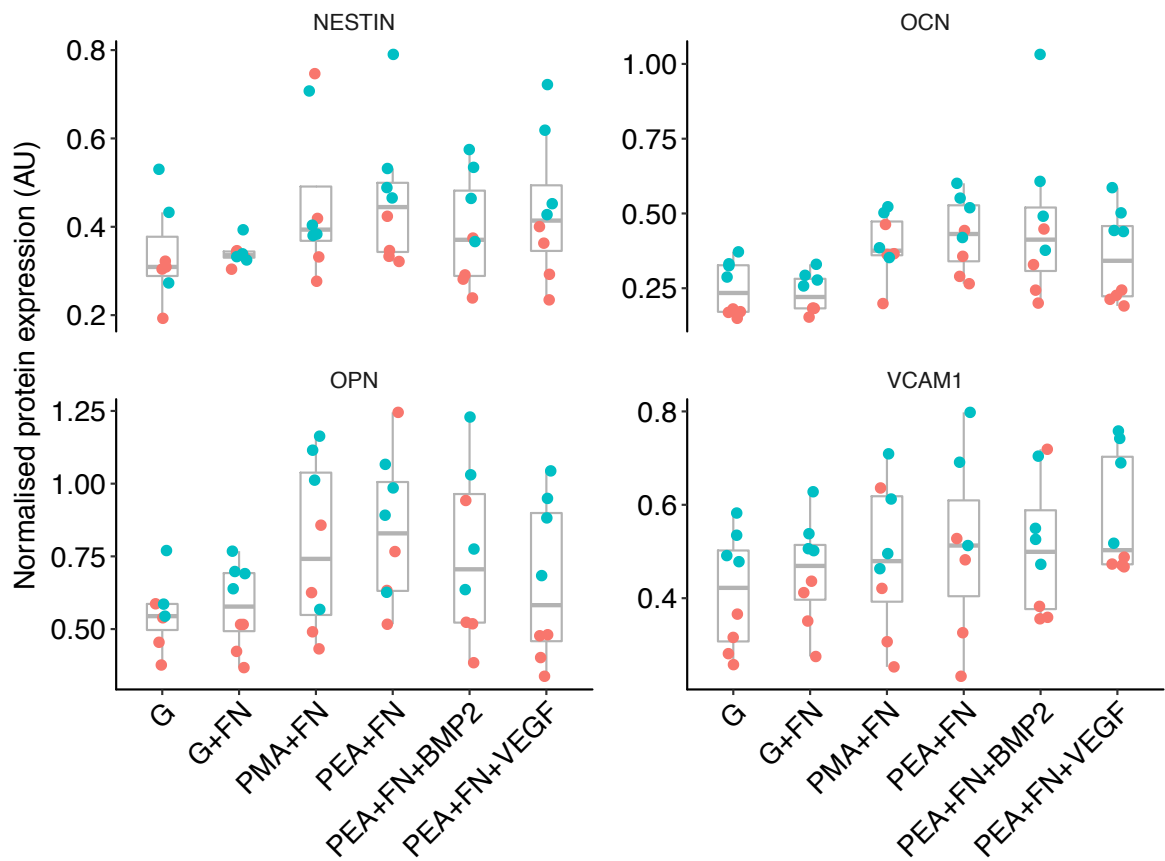 NESTIN
OCN
Normalised protein expression (AU)
0.8
0.6
0.4
0.2
1.00
0.75
0.50
0.25
OPN
VCAM1
1.25
1.00
0.75
0.50
0.8
0.6
0.4
G
G+FN
PMA+FN
PEA+FN
PEA+FN+BMP2
PEA+FN+VEGF
G
G+FN
PMA+FN
PEA+FN
PEA+FN+BMP2
PEA+FN+VEGF